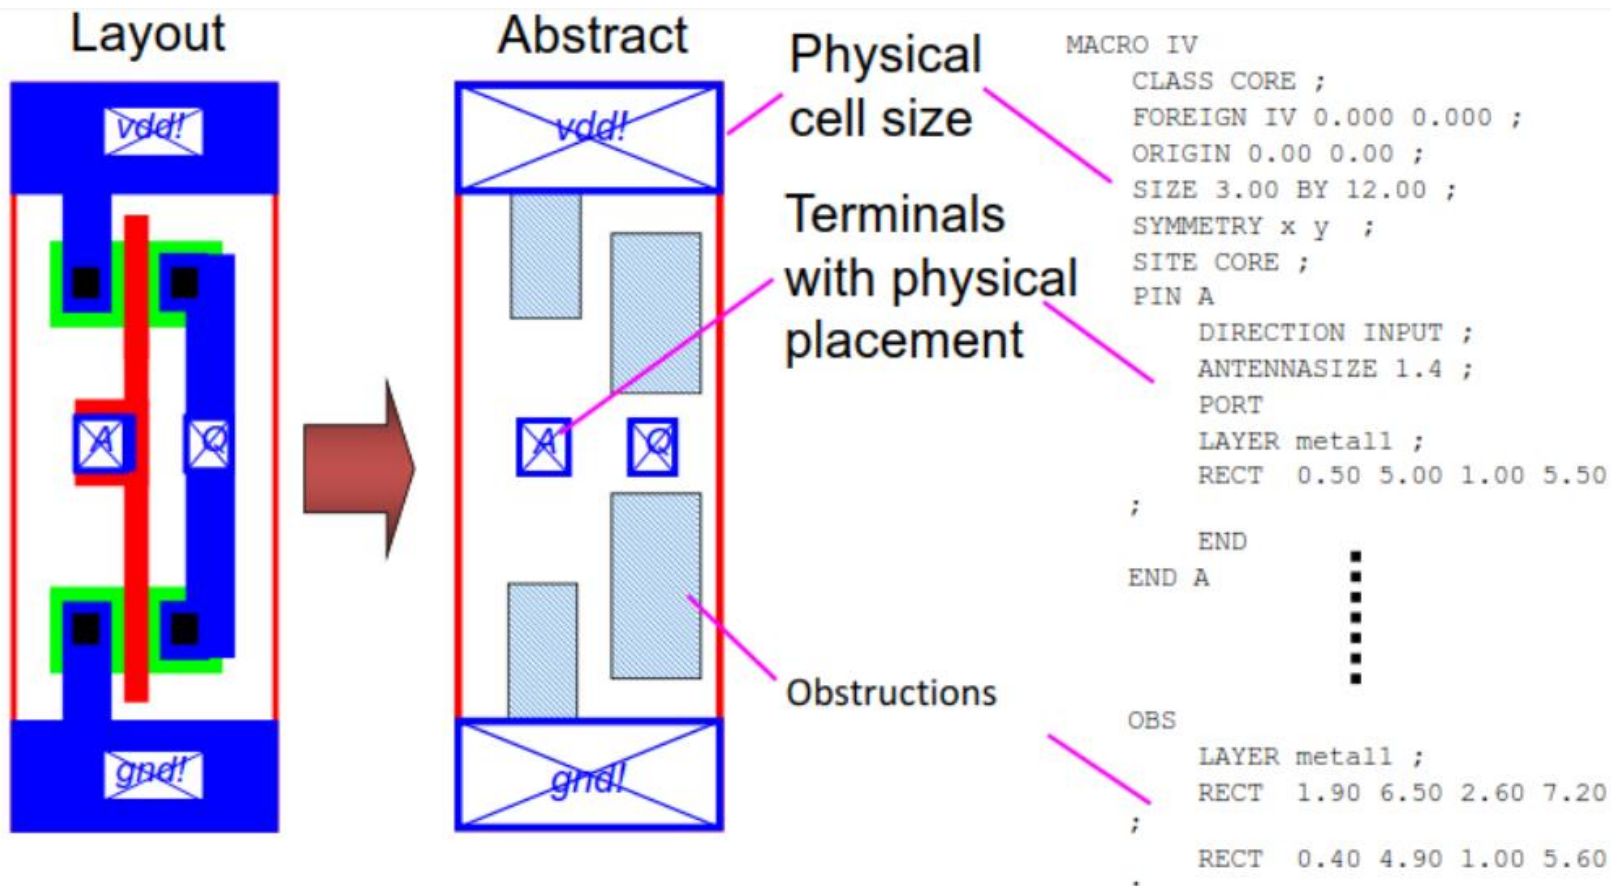 Layout
vdd!
A
Q
gnd!
Abstract
vdd!
A
Q
gnd!
Physical
cell size
Terminals
with physical
placement
Obstructions
MACRO IV
CLASS CORE ;
FOREIGN IV 0.000 0.000 ;
ORIGIN 0.00 0.00 ;
SIZE 3.00 BY 12.00 ;
SYMMETRY x y ;
SITE CORE ;
PIN A
DIRECTION INPUT ;
ANTENNASIZE 1.4 ;
PORT
LAYER metal1 ;
RECT 0.50 5.00 1.00 5.50
;
END
END A
OBS
LAYER metal1 ;
RECT 1.90 6.50 2.60 7.20
;
RECT 0.40 4.90 1.00 5.60